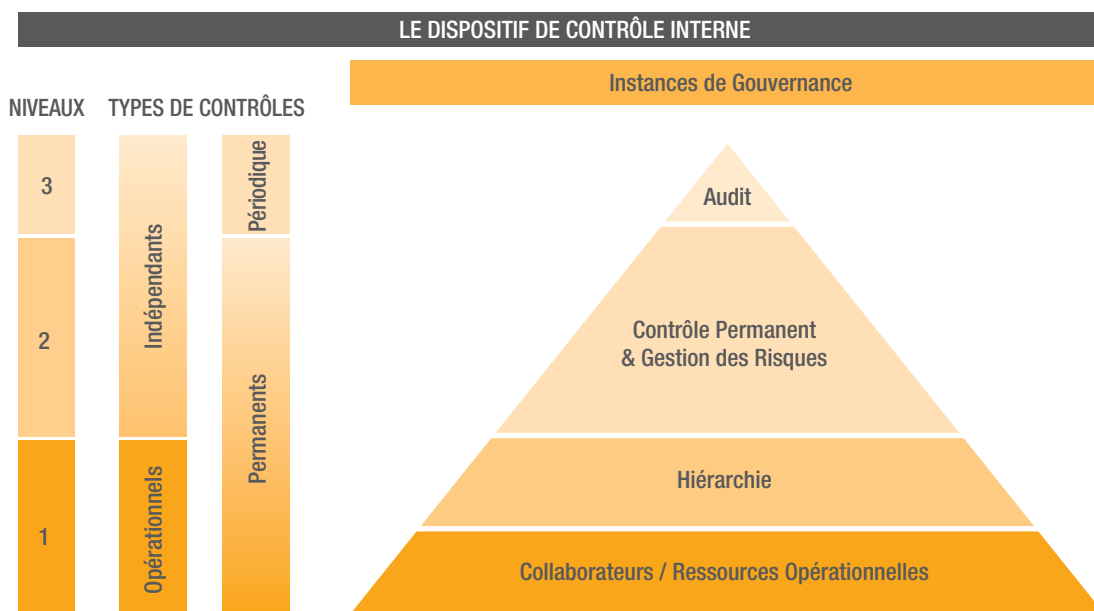 LE DISPOSITIF DE CONTRÔLE INTERNE
Instances de Gouvernance
NIVEAUX
TYPES DE CONTRÔLES
3
2
1
Indépendants
Opérationnels
Périodique
Permanents
Audit
Contrôle Permanent
& Gestion des Risques
Hiérarchie
Collaborateurs / Ressources Opérationnelles